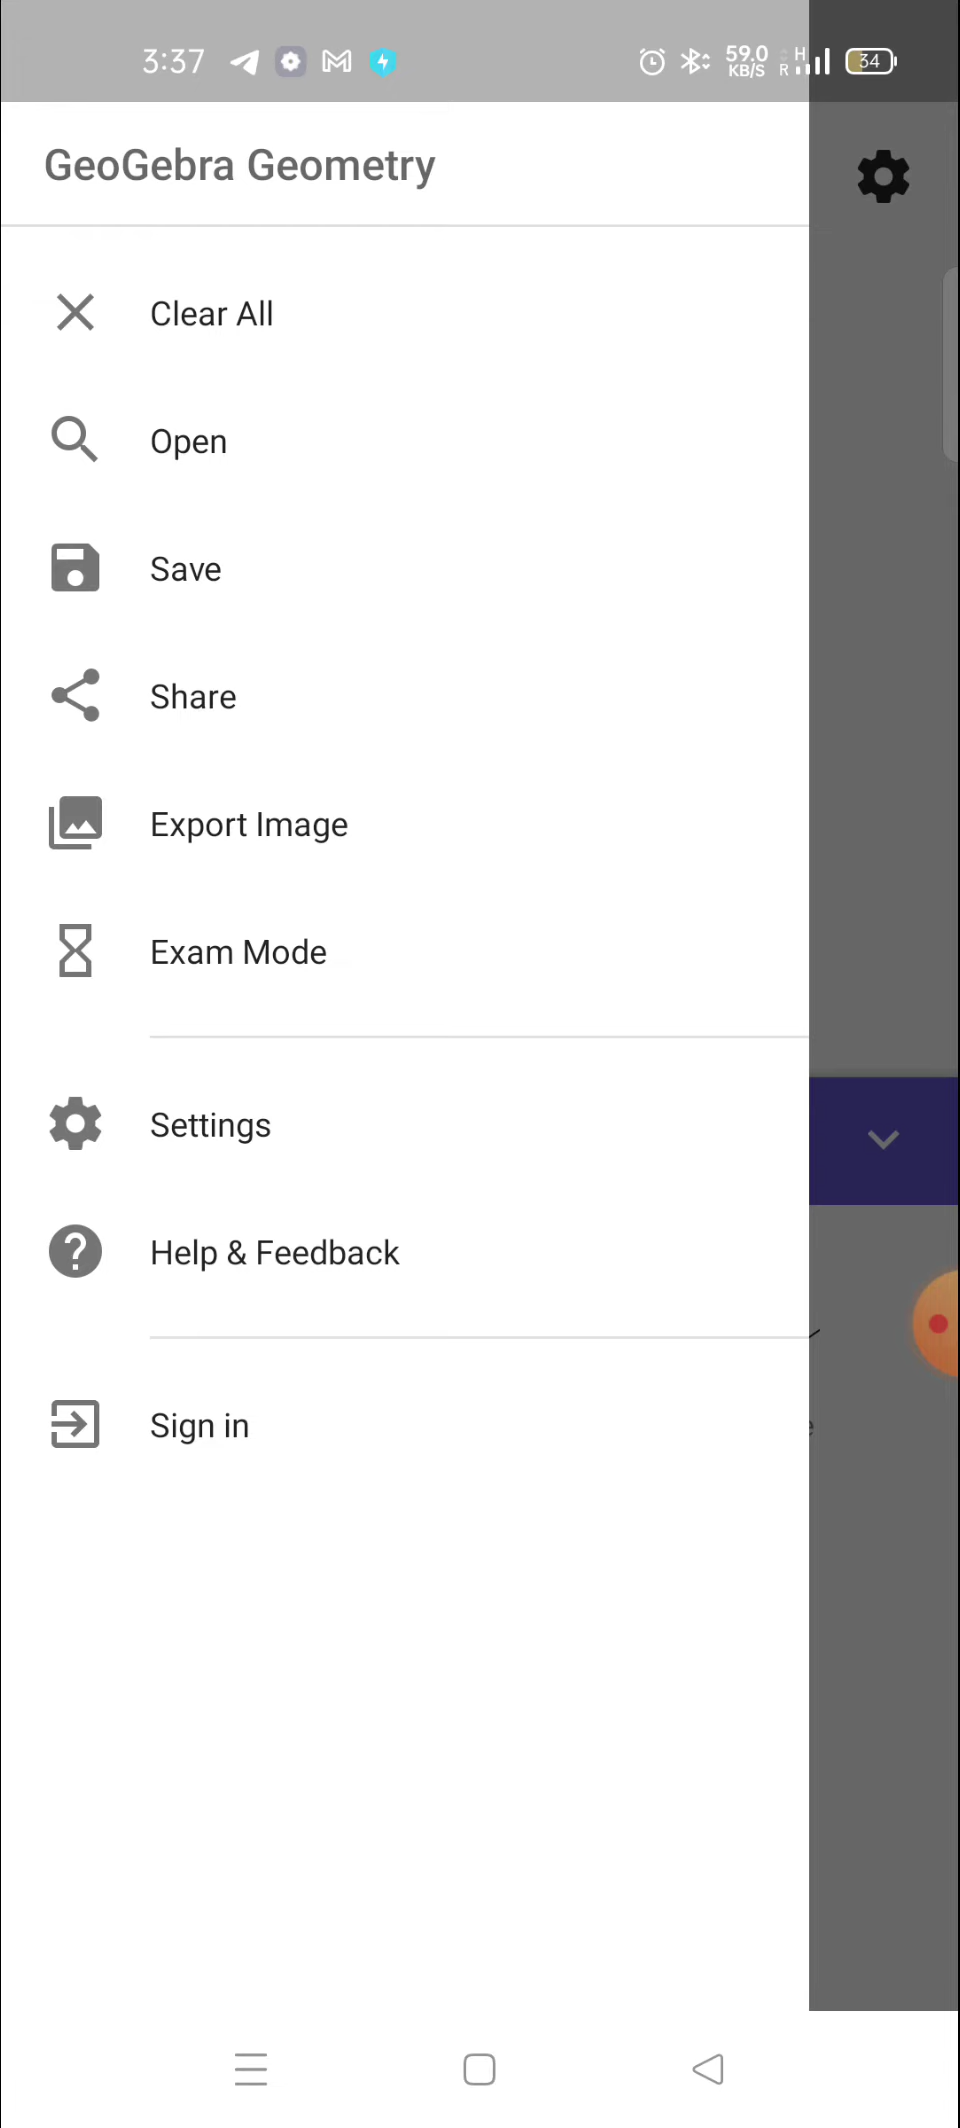 3:37 59.0 KB/S H R 34
GeoGebra Geometry
Clear All
Open
Save
Share
Export Image
Exam Mode
Settings
Help & Feedback
Sign in